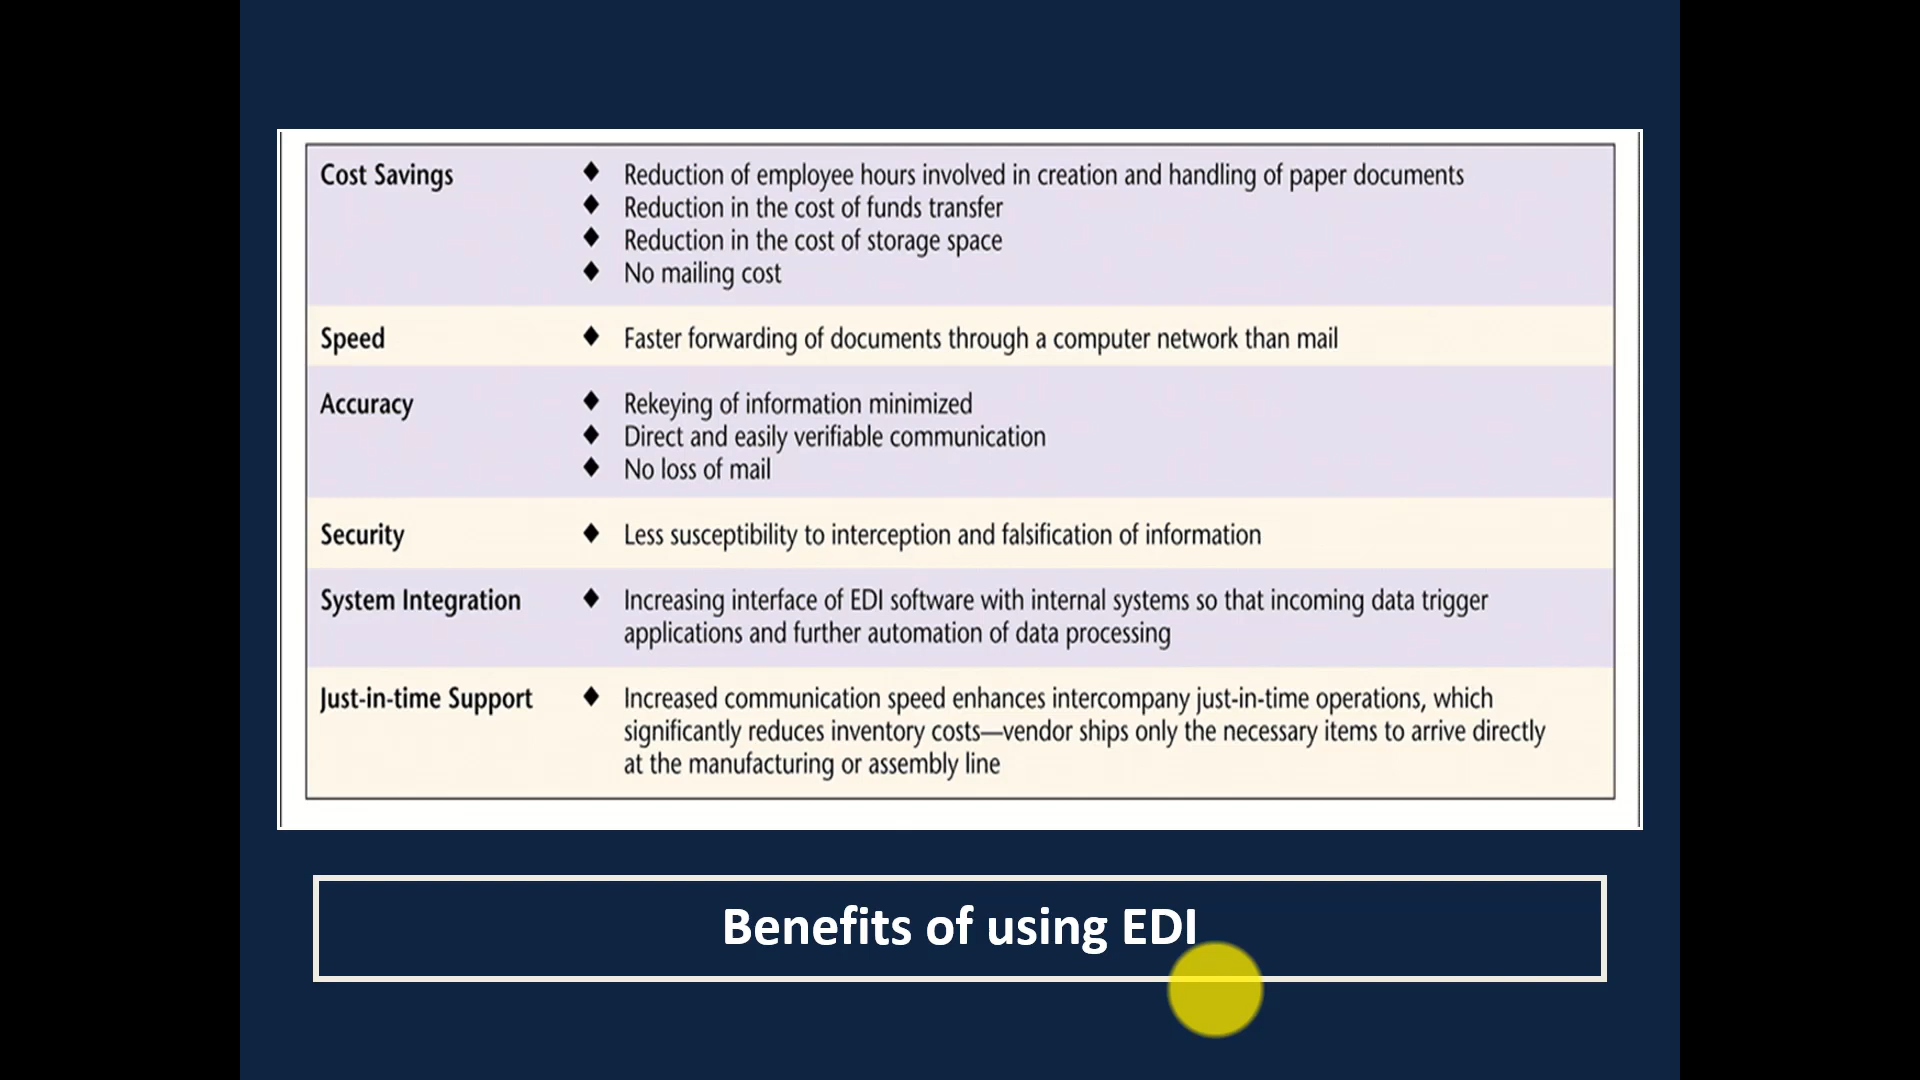 Cost Savings ♦ Reduction of employee hours involved in creation and handling of paper documents
♦ Reduction in the cost of funds transfer
♦ Reduction in the cost of storage space
♦ No mailing cost
Speed ♦ Faster forwarding of documents through a computer network than mail
Accuracy ♦ Rekeying of information minimized
♦ Direct and easily verifiable communication
♦ No loss of mail
Security ♦ Less susceptibility to interception and falsification of information
System Integration ♦ Increasing interface of EDI software with internal systems so that incoming data trigger
applications and further automation of data processing
Just-in-time Support ♦ Increased communication speed enhances intercompany just-in-time operations, which
significantly reduces inventory costs—vendor ships only the necessary items to arrive directly
at the manufacturing or assembly line
Benefits of using EDI